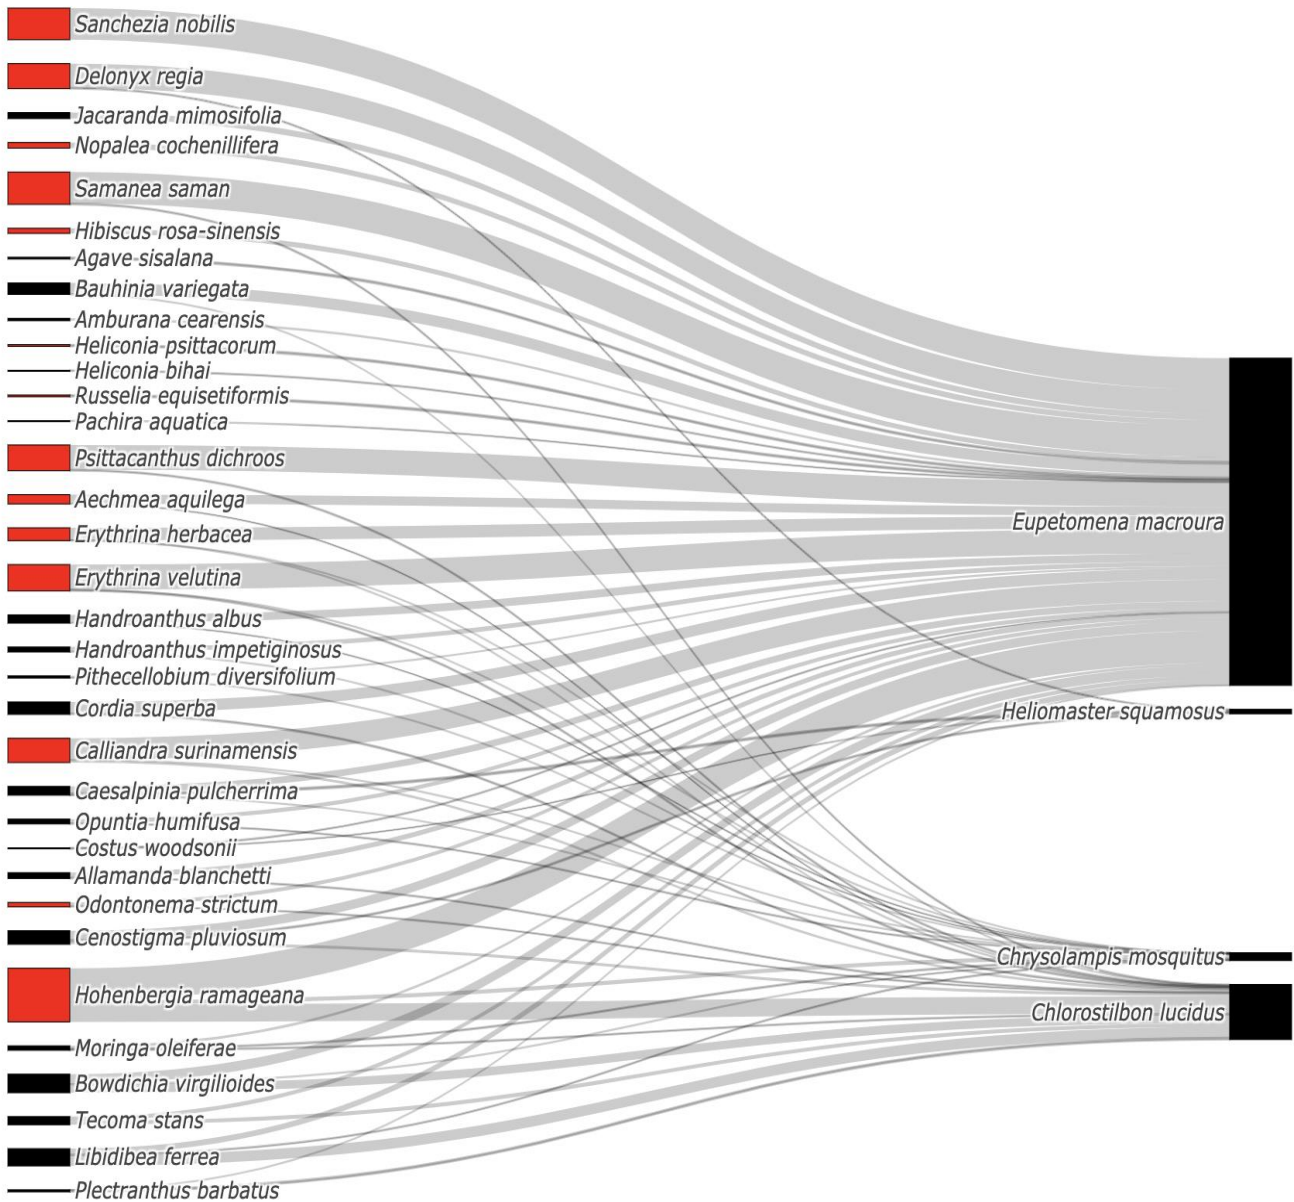 Sanchezia nobilis
Delonyx regia
Jacaranda mimosifolia
Nopalea cochenillifera
Samanea saman
Hibiscus rosa-sinensis
Agave sisalana
Bauhinia variegata
Amburana cearensis
Heliconia psittacorum
Heliconia bihai
Russelia equisetiformis
Pachira aquatica
Psittacanthus dichroos
Aechmea aquilega
Erythrina herbacea
Erythrina velutina
Handroanthus albus
Handroanthus impetiginosus
Pithecellobium diversifolium
Cordia superba
Calliandra surinamensis
Caesalpinia pulcherrima
Opuntia humifusa
Costus woodsonii
Allamanda blanchetti
Odontonema strictum
Cenostigma pluviosum
Hohenbergia ramageana
Moringa oleiferae
Bowdichia virgilioides
Tecoma stans
Libidibea ferrea
Plectranthus barbatus
Eupetomena macroura
Heliomaster squamosus
Chrysolampis mosquitus
Chlorostilbon lucidus